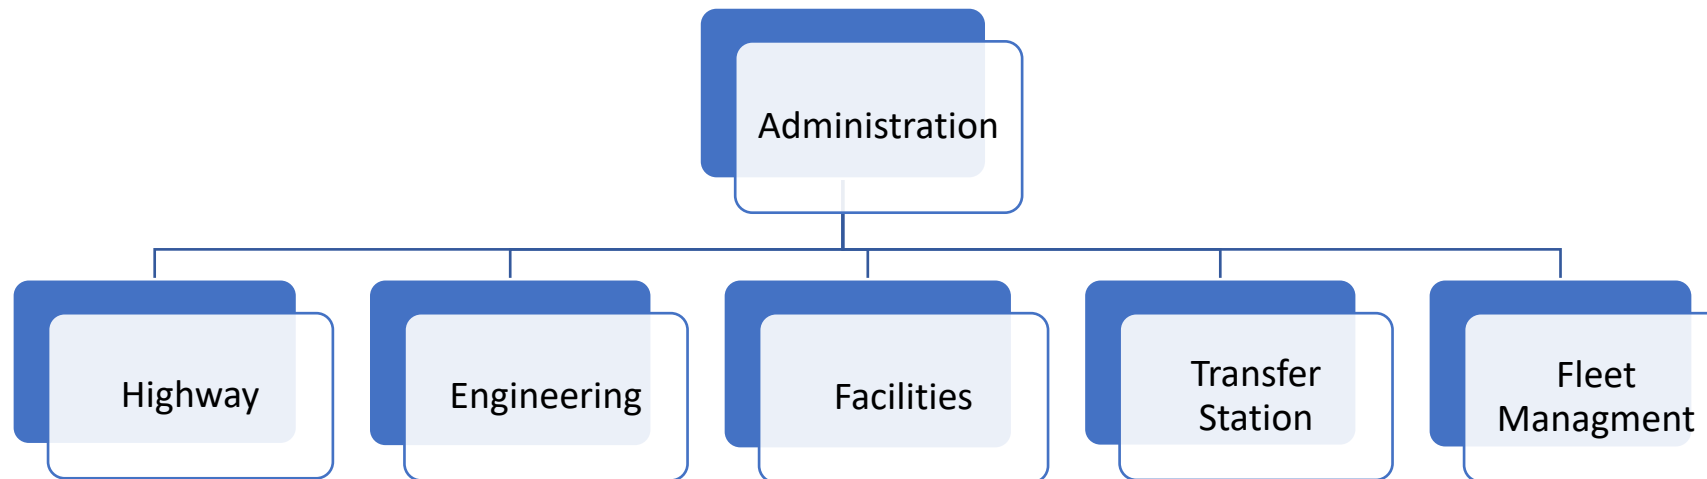 Administration
Highway
Engineering
Facilities
Transfer
Station
Fleet
Managment